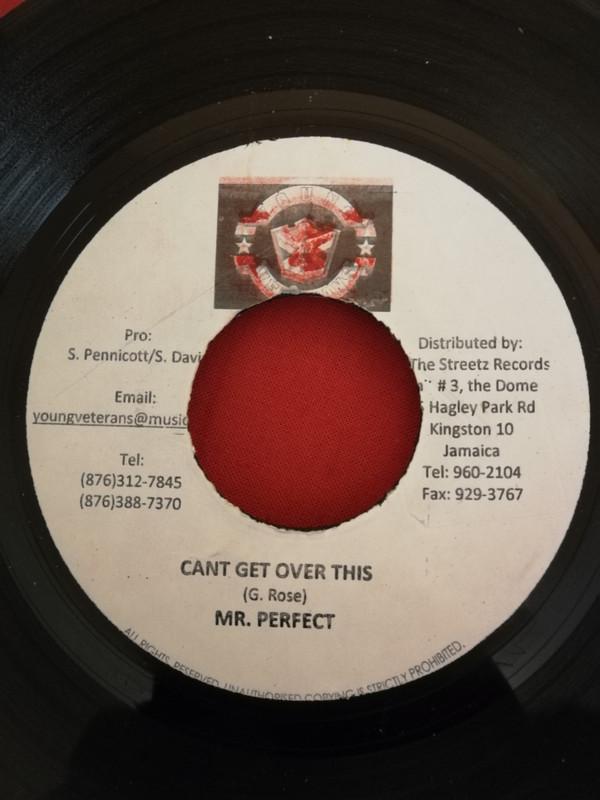 YOUNG
Pro:
S. Pennicott/S. Davi
Email:
youngveterans@music
Tel:
(876)312-7845
(876)388-7370
Distributed by:
The Streetz Records
# 3, the Dome
Hagley Park Rd
Kingston 10
Jamaica
Tel: 960-2104
Fax: 929-3767
CANT GET OVER THIS
(G. Rose)
MR. PERFECT
ALL RIGHTS RESERVED. UNAUTHORISED COPYING IS STRICTLY PROHIBITED.